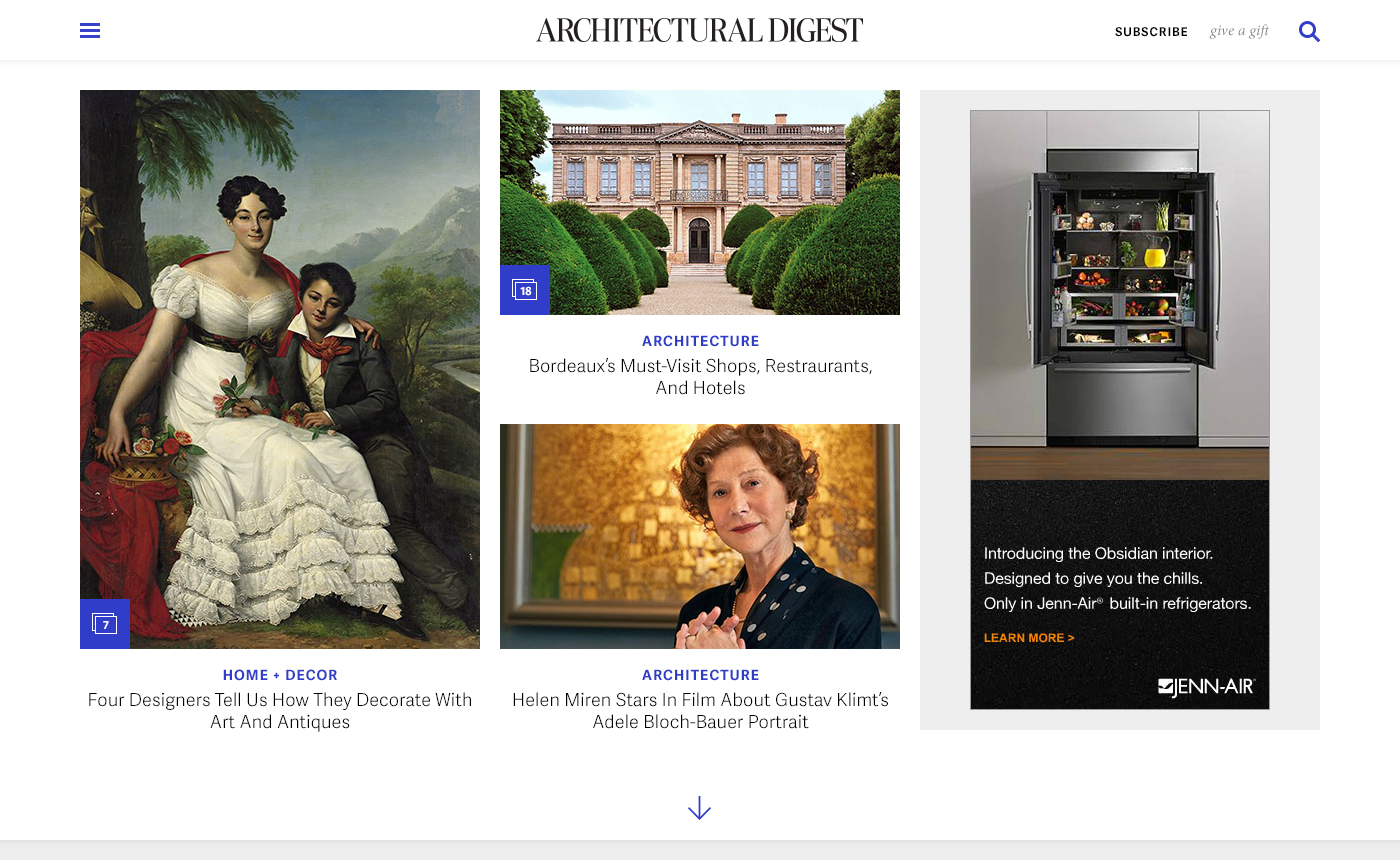 ARCHITECTURAL DIGEST
SUBSCRIBE
give a gift
7
HOME + DECOR
Four Designers Tell Us How They Decorate With
Art And Antiques
18
ARCHITECTURE
Bordeaux's Must-Visit Shops, Restraurants,
And Hotels
ARCHITECTURE
Helen Miren Stars In Film About Gustav Klimt's
Adele Bloch-Bauer Portrait
Introducing the Obsidian interior.
Designed to give you the chills.
Only in Jenn-Air® built-in refrigerators.
LEARN MORE >
JENN-AIR